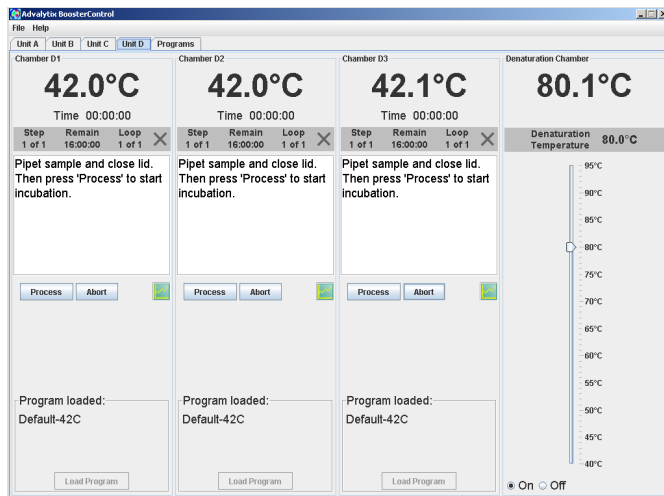 Advalytix BoosterControl
File Help
Unit A Unit B Unit C Unit D Programs
Chamber D1
42.0°C
Time 00:00:00
Step Remain Loop
1 of 1 16:00:00 1 of 1
Pipet sample and close lid.
Then press 'Process' to start
incubation.
Process Abort
Program loaded:
Default-42C
Load Program
Chamber D2
42.0°C
Time 00:00:00
Step Remain Loop
1 of 1 16:00:00 1 of 1
Pipet sample and close lid.
Then press 'Process' to start
incubation.
Process Abort
Program loaded:
Default-42C
Load Program
Chamber D3
42.1°C
Time 00:00:00
Step Remain Loop
1 of 1 16:00:00 1 of 1
Pipet sample and close lid.
Then press 'Process' to start
incubation.
Process Abort
Program loaded:
Default-42C
Load Program
Denaturation Chamber
80.1°C
Denaturation
Temperature 80.0°C
95°C
90°C
85°C
80°C
75°C
70°C
65°C
60°C
55°C
50°C
45°C
40°C
On Off